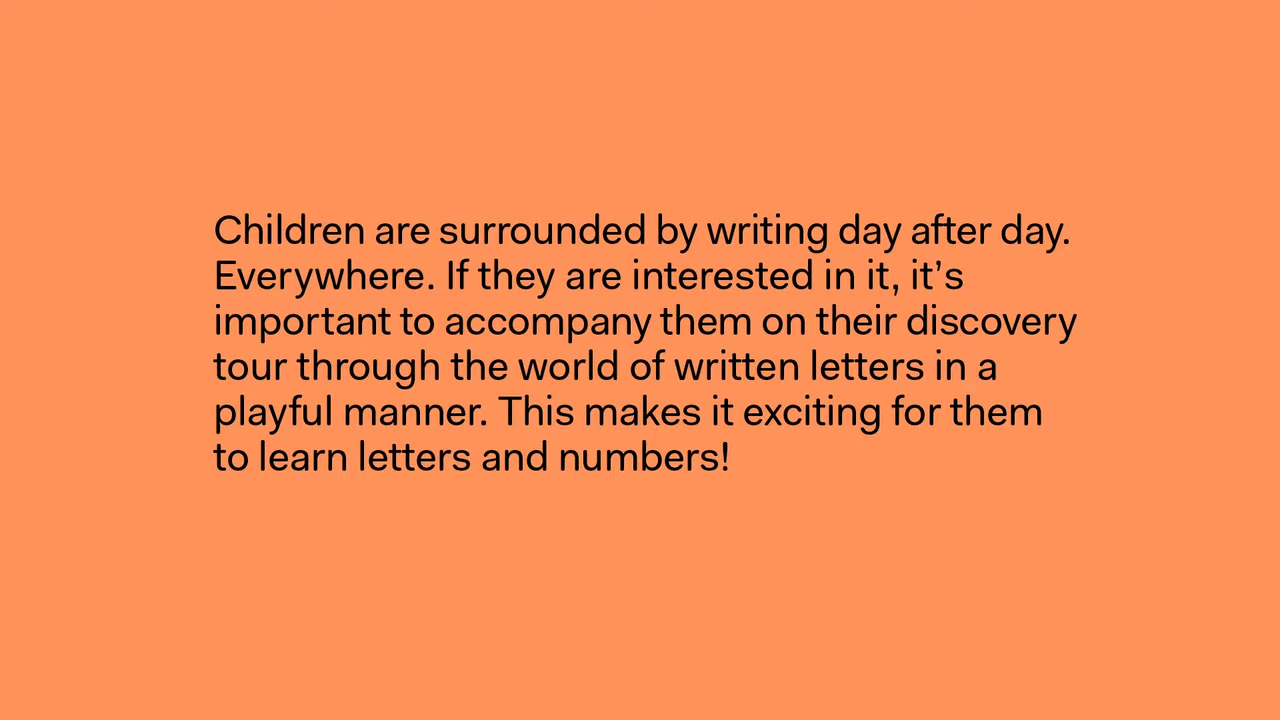 Children are surrounded by writing day after day.
Everywhere. If they are interested in it, it’s
important to accompany them on their discovery
tour through the world of written letters in a
playful manner. This makes it exciting for them
to learn letters and numbers!